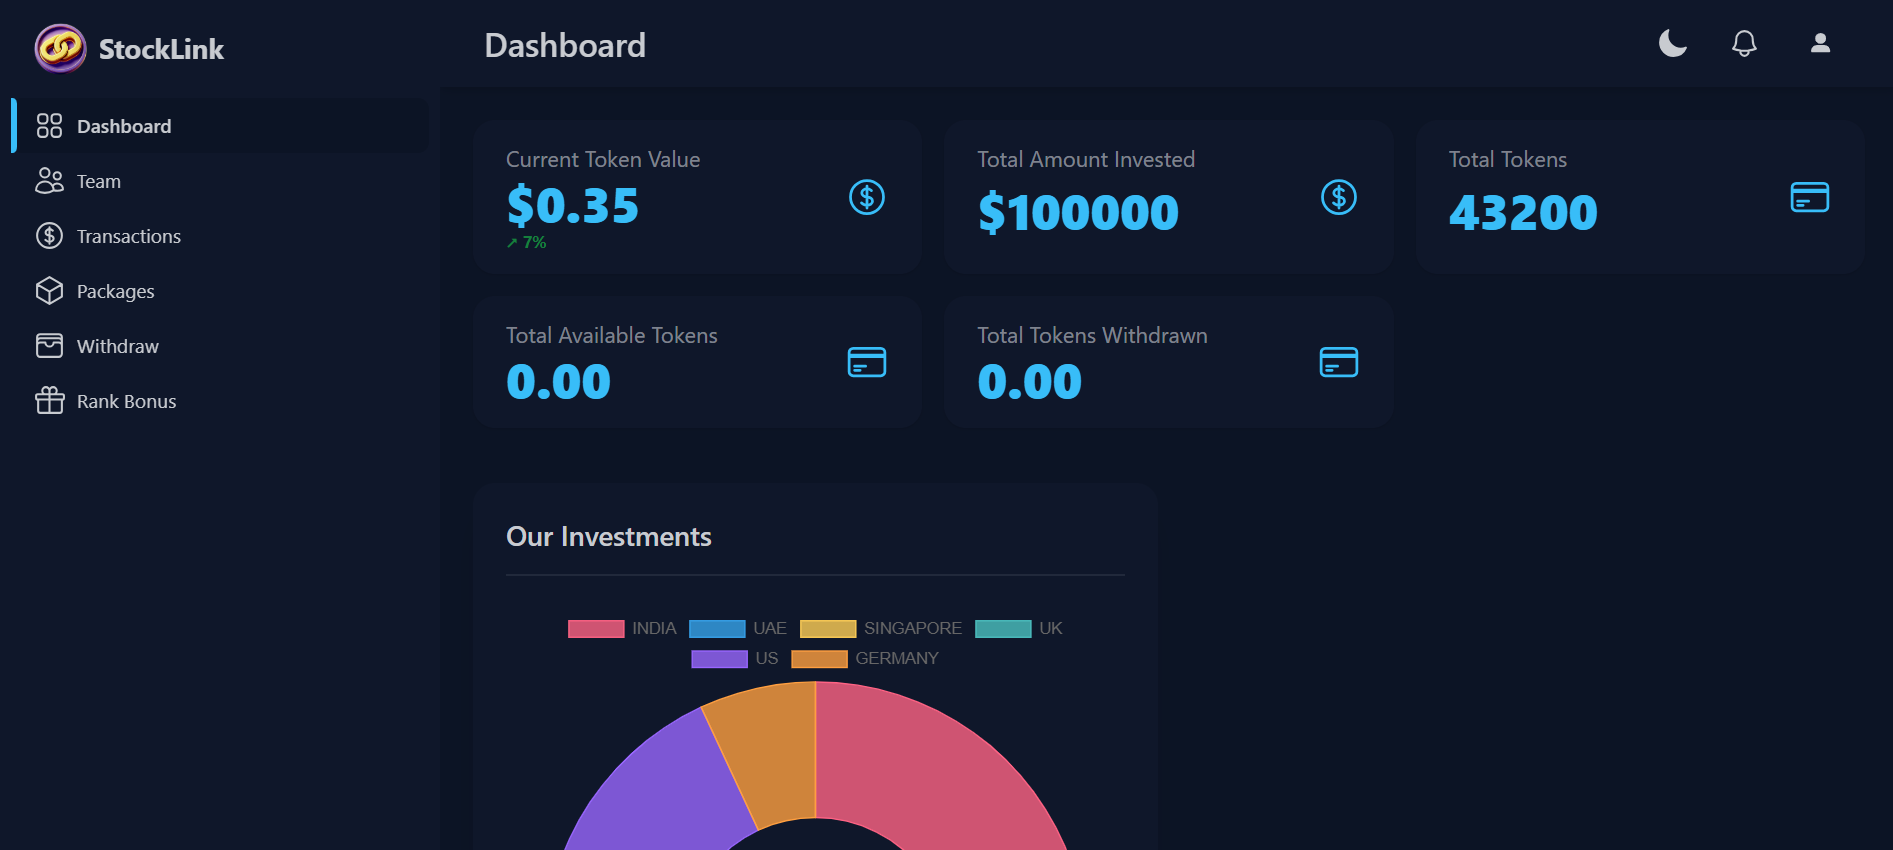 StockLink
Dashboard
Team
Transactions
Packages
Withdraw
Rank Bonus
Dashboard
Current Token Value
$0.35
↗ 7%
Total Amount Invested
$100000
Total Tokens
43200
Total Available Tokens
0.00
Total Tokens Withdrawn
0.00
Our Investments
INDIA UAE SINGAPORE UK
US GERMANY